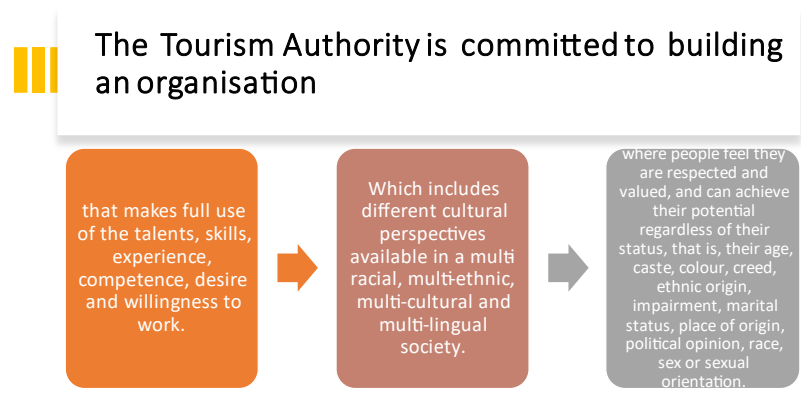 The Tourism Authority is committed to building
an organisation
that makes full use
of the talents, skills,
experience,
competence, desire
and willingness to
work.
Which includes
different cultural
perspectives
available in a multi
racial, multi-ethnic,
multi-cultural and
multi-lingual
society.
where people feel they
are respected and
valued, and can achieve
their potential
regardless of their
status, that is, their age,
caste, colour, creed,
ethnic origin,
impairment, marital
status, place of origin,
political opinion, race,
sex or sexual
orientation.